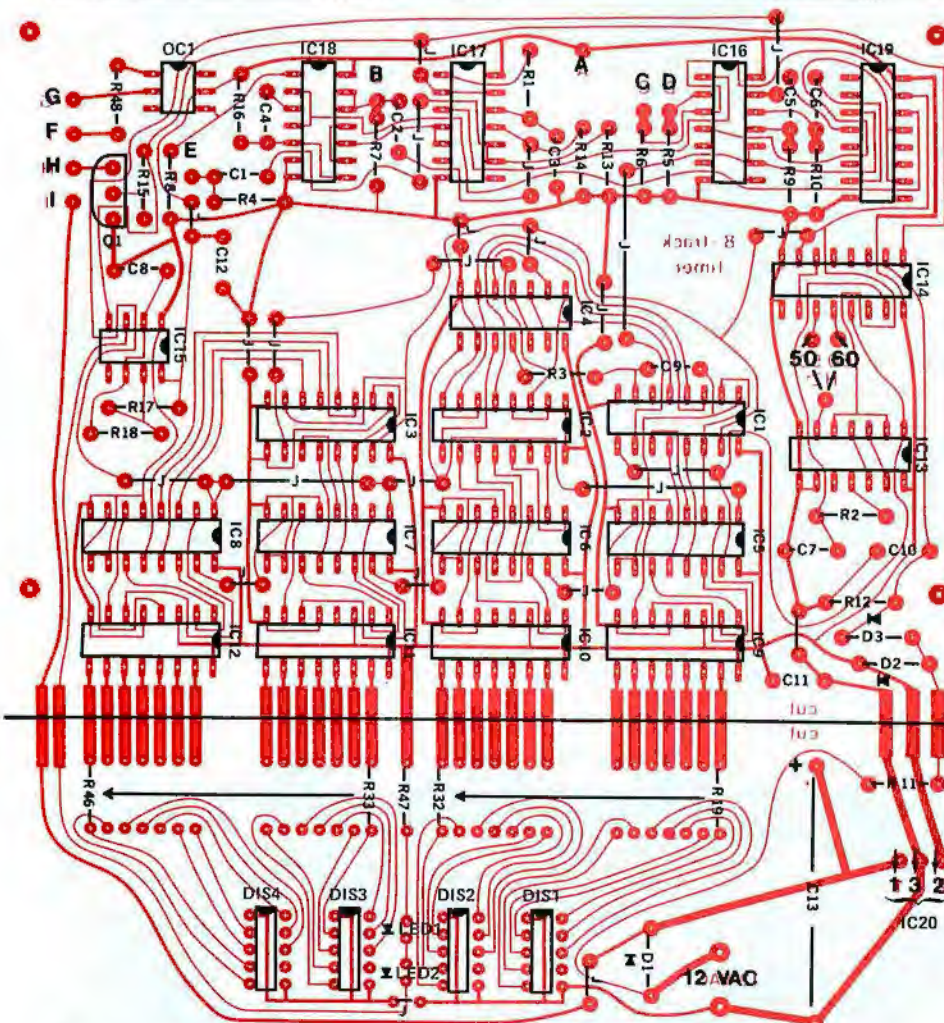 OC1 IC18 IC17 IC16 IC19
A
B
C D
G
R48
R16
C4
R7
C2
J
J
R1
C3
R14
R13
R6
R5
J
C5
C6
R9
R10
F
H
E
I
R15
R8
C1
R4
Q1
C8
C12
J
J
J
J
J
8-track
timer
J
IC14
IC15
J
J
IC4
J
50 60
R3
C9
R17
R18
IC3
IC2
IC1
IC13
J
J
J
J
J
R2
IC8
IC7
IC6
IC5
C7
C10
J
J
J
R12
J
D3
IC12
IC11
IC10
IC9
D2
C11
cut
cut
R46
R33
R47
R32
R19
+
R11
C13
1 3 2
IC20
DIS4 DIS3 DIS2 DIS1
LED1
LED2
D1
12 VAC
J
J